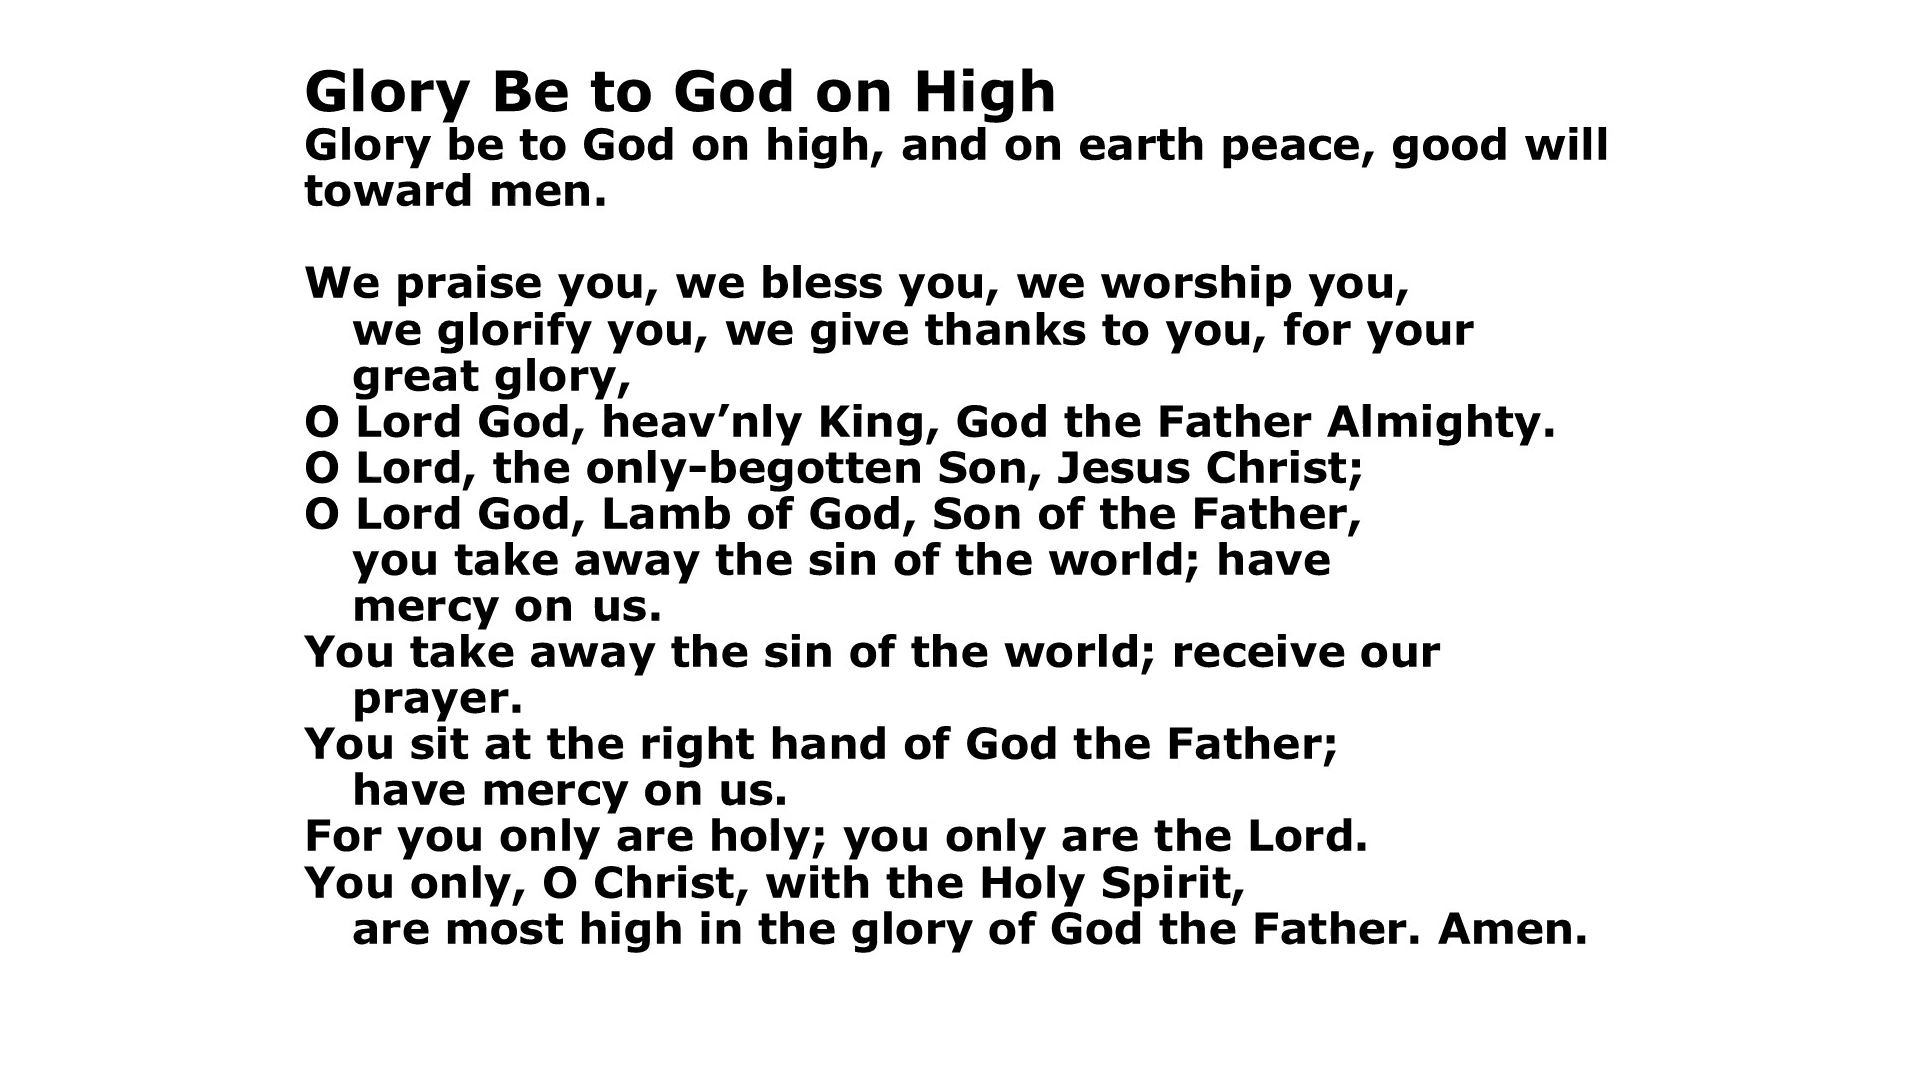 Glory Be to God on High
Glory be to God on high, and on earth peace, good will
toward men.
We praise you, we bless you, we worship you,
we glorify you, we give thanks to you, for your
great glory,
O Lord God, heav’nly King, God the Father Almighty.
O Lord, the only-begotten Son, Jesus Christ;
O Lord God, Lamb of God, Son of the Father,
you take away the sin of the world; have
mercy on us.
You take away the sin of the world; receive our
prayer.
You sit at the right hand of God the Father;
have mercy on us.
For you only are holy; you only are the Lord.
You only, O Christ, with the Holy Spirit,
are most high in the glory of God the Father. Amen.